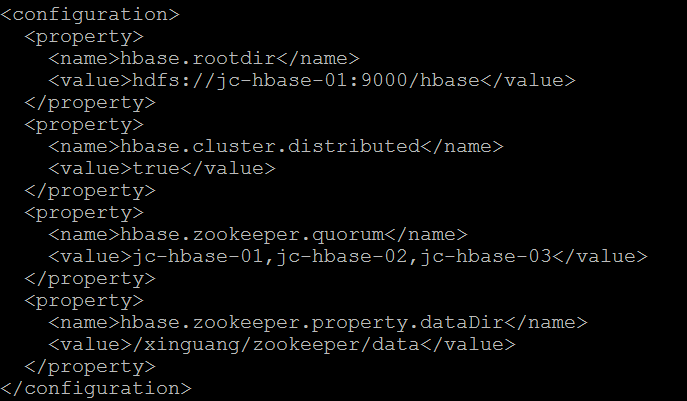 <configuration>
  <property>
    <name>hbase.rootdir</name>
    <value>hdfs://jc-hbase-01:9000/hbase</value>
  </property>
  <property>
    <name>hbase.cluster.distributed</name>
    <value>true</value>
  </property>
  <property>
    <name>hbase.zookeeper.quorum</name>
    <value>jc-hbase-01,jc-hbase-02,jc-hbase-03</value>
  </property>
  <property>
    <name>hbase.zookeeper.property.dataDir</name>
    <value>/xinguang/zookeeper/data</value>
  </property>
</configuration>